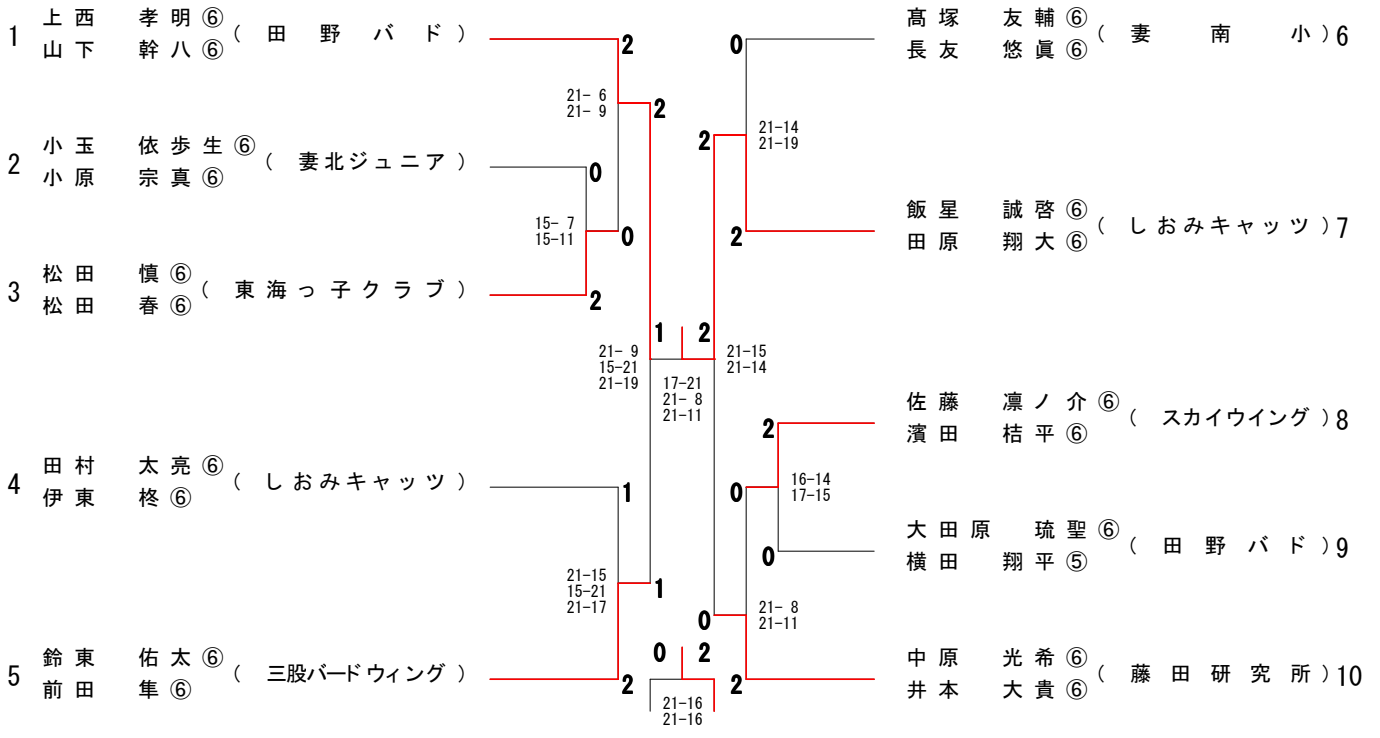 1 上西 孝明⑥ ( 田野バド )
山下 幹八⑥
2
21- 6
21- 9
2
2 小玉 依歩生⑥ ( 妻北ジュニア )
小原 宗真⑥
0
15- 7
15-11
0
3 松田 慎⑥ ( 東海っ子クラブ )
松田 春⑥
2
1
21- 9
15-21
21-19
4 田村 太亮⑥ ( しおみキャッツ )
伊東 柊⑥
1
21-15
15-21
21-17
1
5 鈴東 佑太⑥ ( 三股バードウィング )
前田 隼⑥
2
2
17-21
21- 8
21-11
0 2
21-16
21-16
髙塚 友輔⑥ ( 妻南小 ) 6
長友 悠眞⑥
0
2
21-14
21-19
飯星 誠啓⑥ ( しおみキャッツ ) 7
田原 翔大⑥
2
21-15
21-14
佐藤 凛ノ介⑥ ( スカイウイング ) 8
濱田 桔平⑥
2
0
16-14
17-15
大田原 琉聖⑥ ( 田野バド ) 9
横田 翔平⑤
0
0
21- 8
21-11
中原 光希⑥ ( 藤田研究所 ) 10
井本 大貴⑥
2